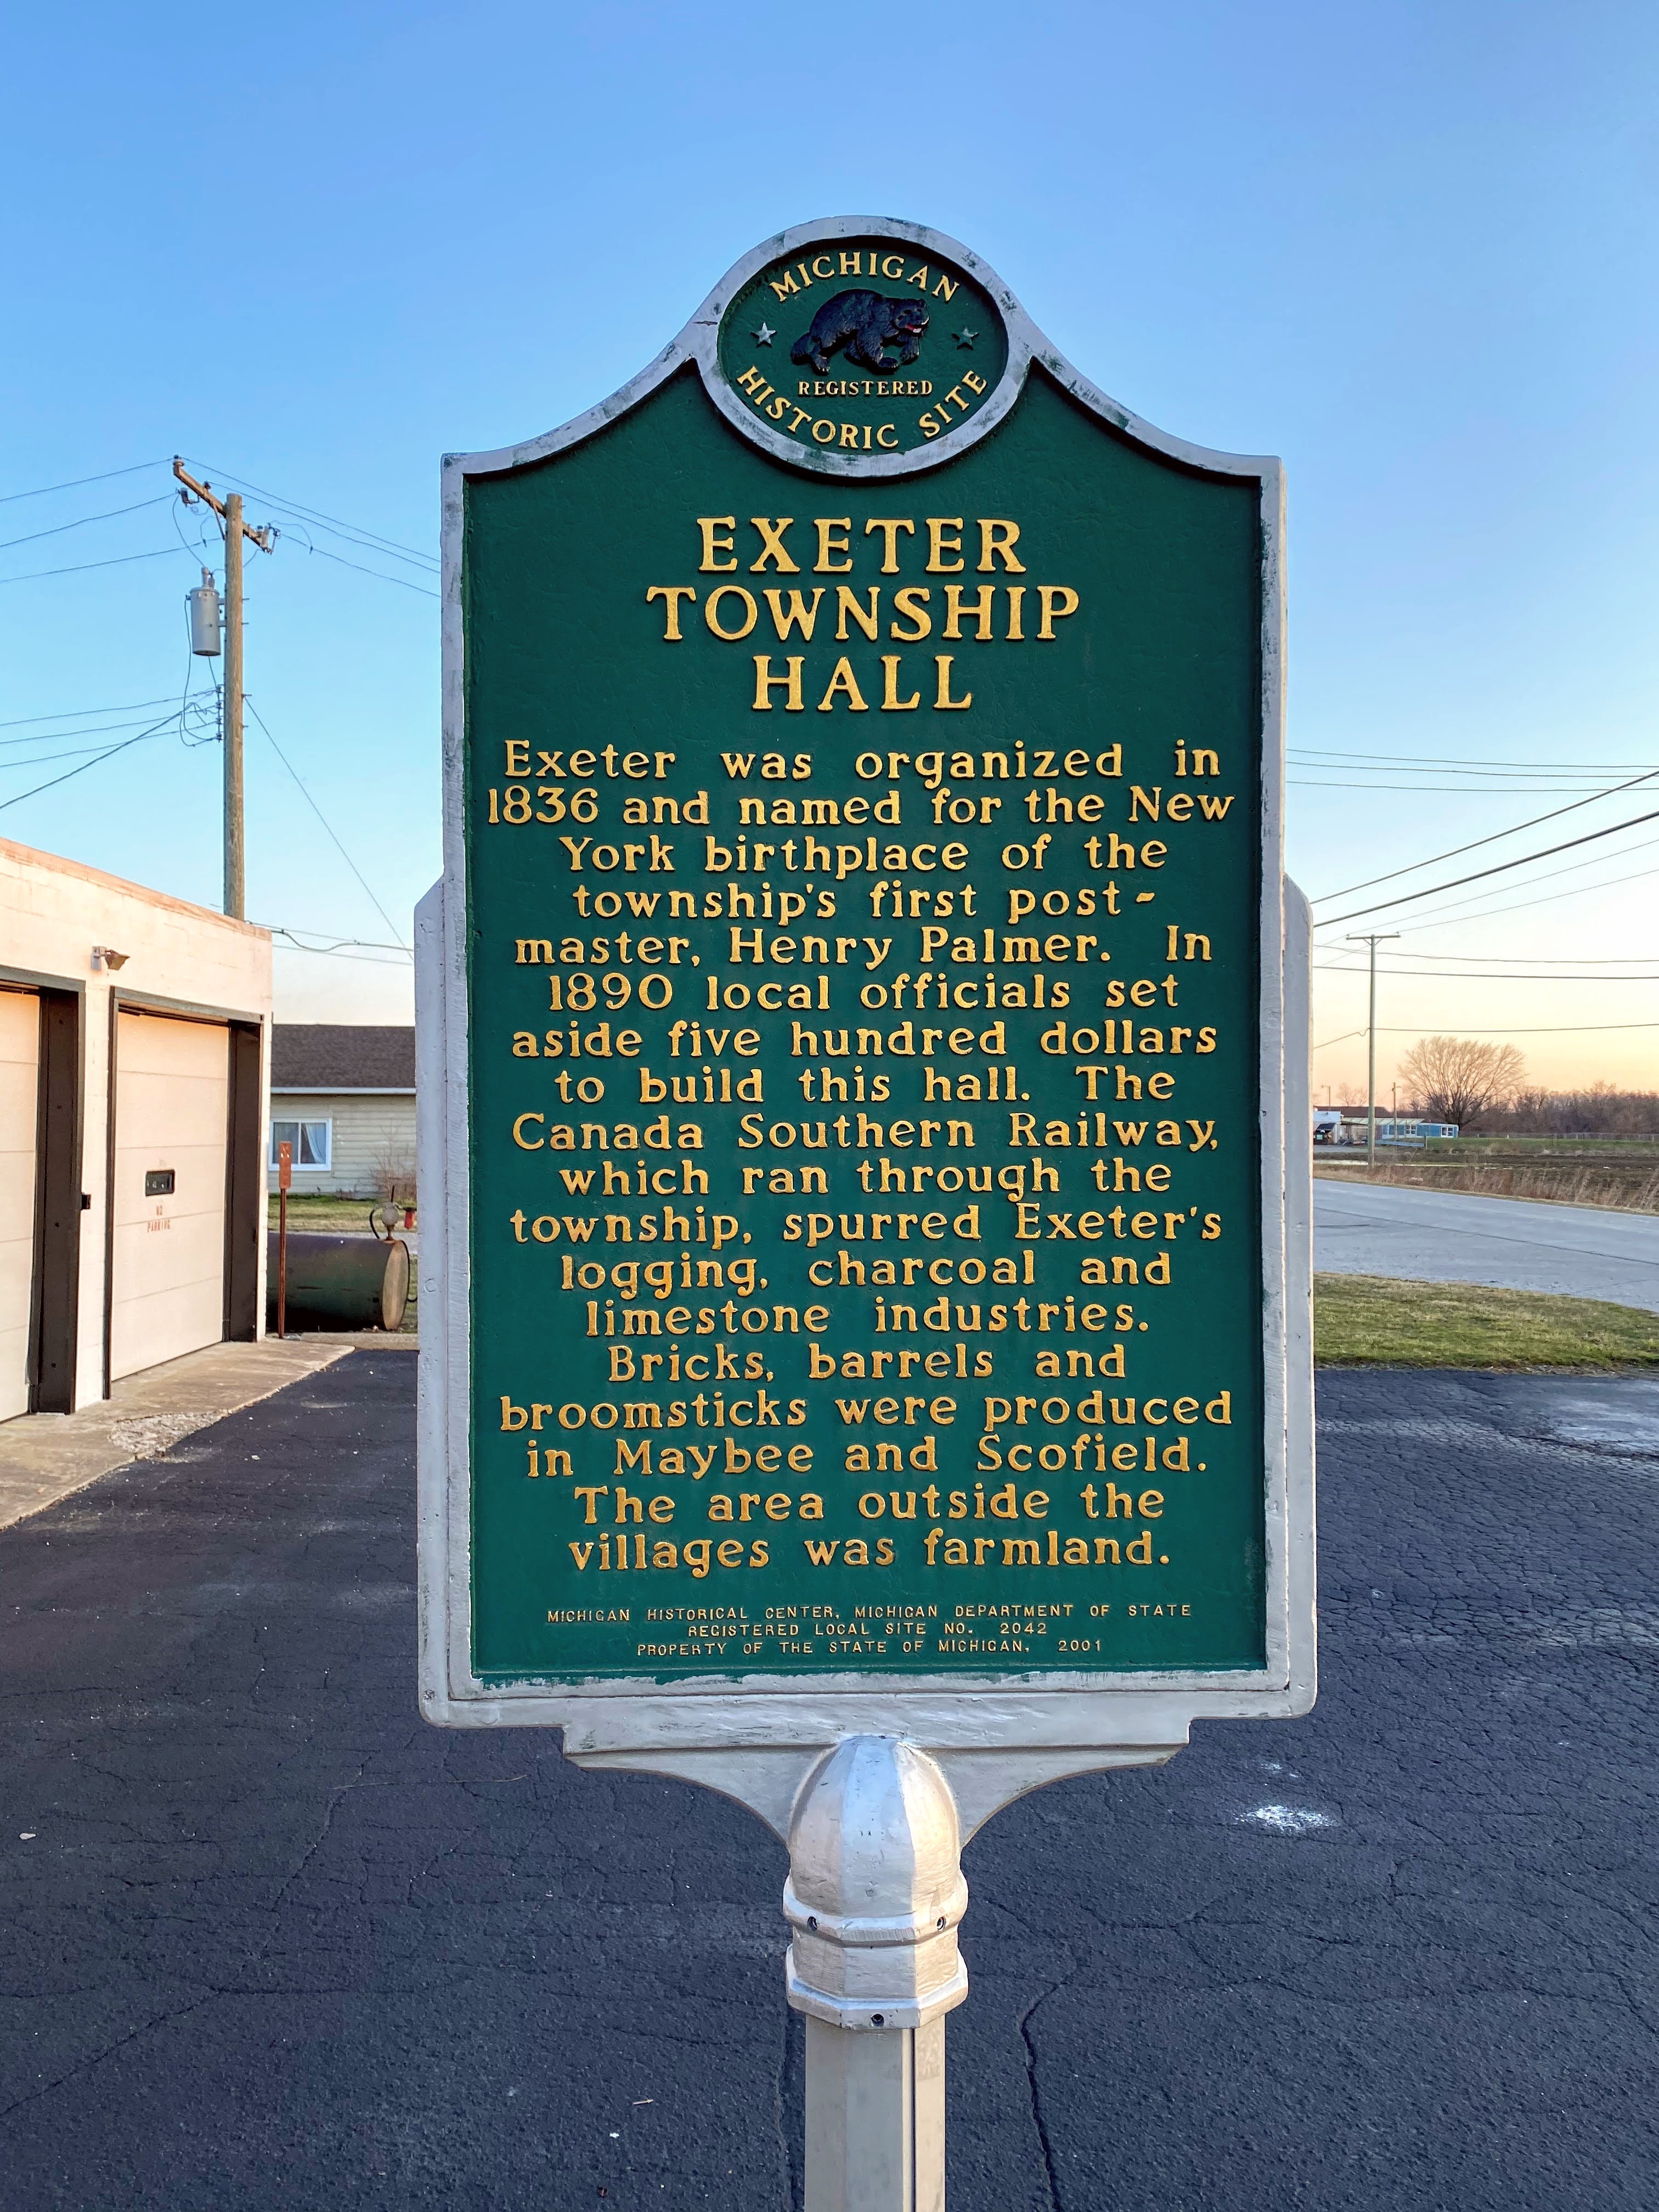 MICHIGAN
REGISTERED
HISTORIC SITE
EXETER
TOWNSHIP
HALL
Exeter was organized in
1836 and named for the New
York birthplace of the
township's first post-
master, Henry Palmer. In
1890 local officials set
aside five hundred dollars
to build this hall. The
Canada Southern Railway,
which ran through the
township, spurred Exeter's
logging, charcoal and
limestone industries.
Bricks, barrels and
broomsticks were produced
in Maybee and Scofield.
The area outside the
villages was farmland.
MICHIGAN HISTORICAL CENTER, MICHIGAN DEPARTMENT OF STATE
REGISTERED LOCAL SITE NO. 2042
PROPERTY OF THE STATE OF MICHIGAN, 2001
NO
PARKING